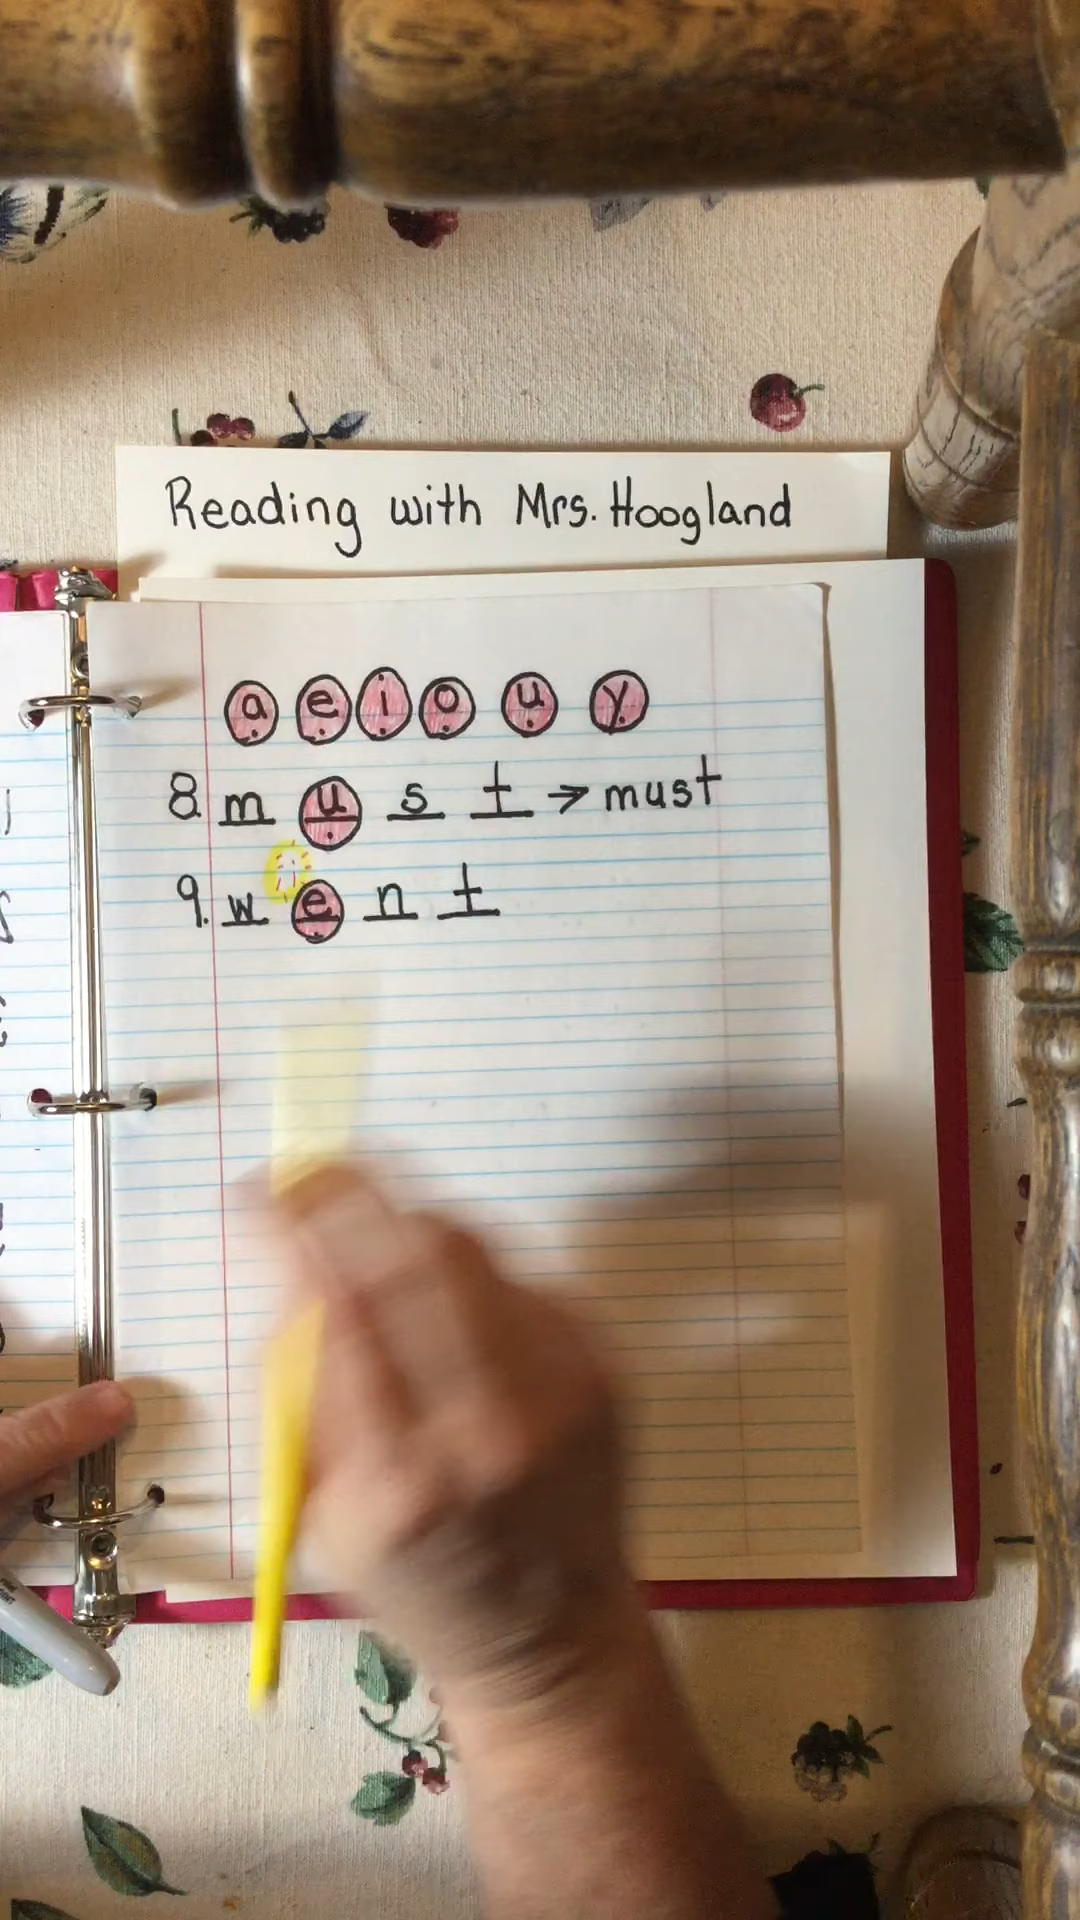 Reading with Mrs. Hoogland
a e i o u y
8. m u s t → must
9. w e n t